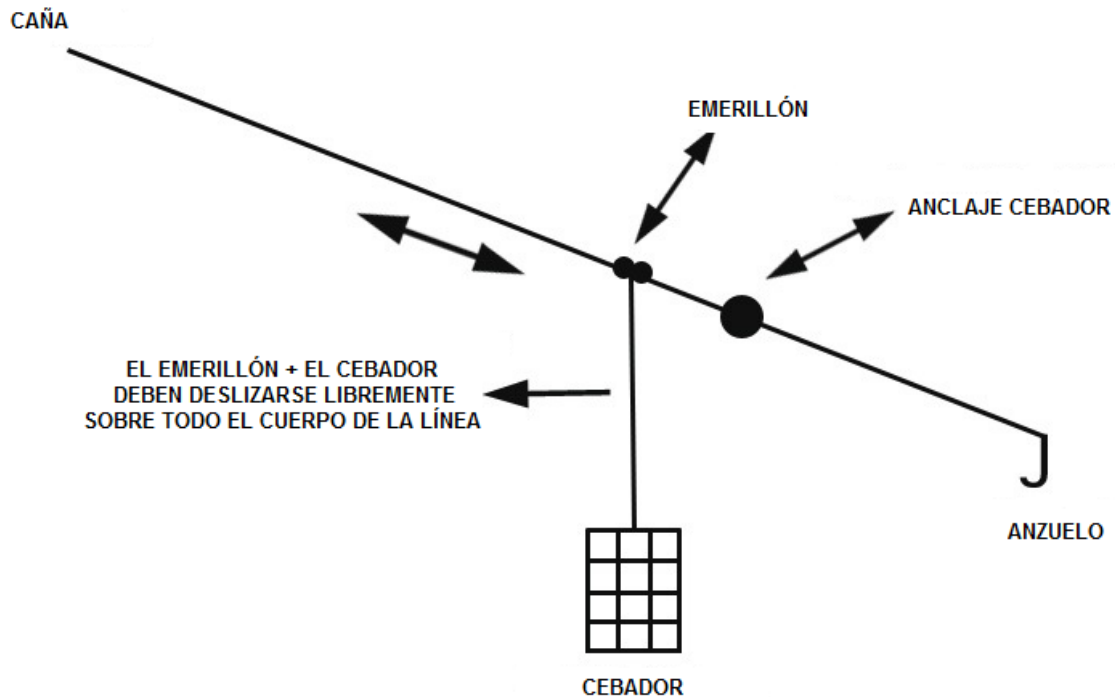 CAÑA
EMERILLÓN
ANCLAJE CEBADOR
EL EMERILLÓN + EL CEBADOR
DEBEN DESLIZARSE LIBREMENTE
SOBRE TODO EL CUERPO DE LA LÍNEA
ANZUELO
CEBADOR